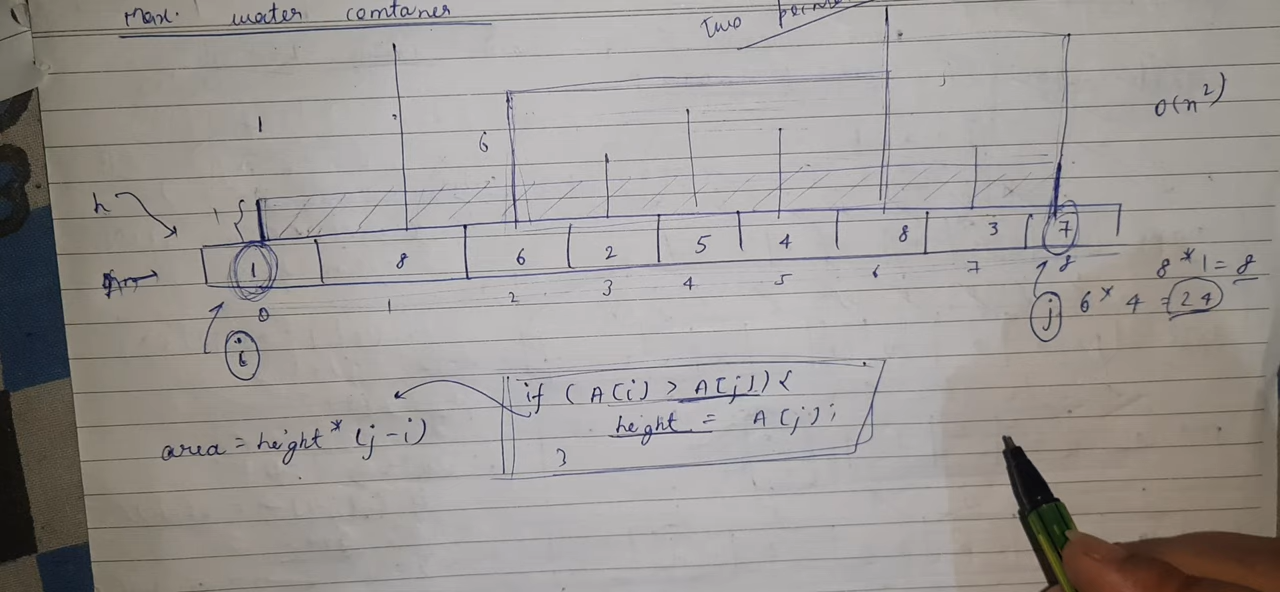 Max. water container
Two
O(n²)
1
6
h
1
1 8 6 2 5 4 8 3 7
0 1 2 3 4 5 6 7 8
8 * 1 = 8
i
j
6 * 4 = 24
if (A[i] > A[j]) {
height = A[j];
}
area = height * (j - i)